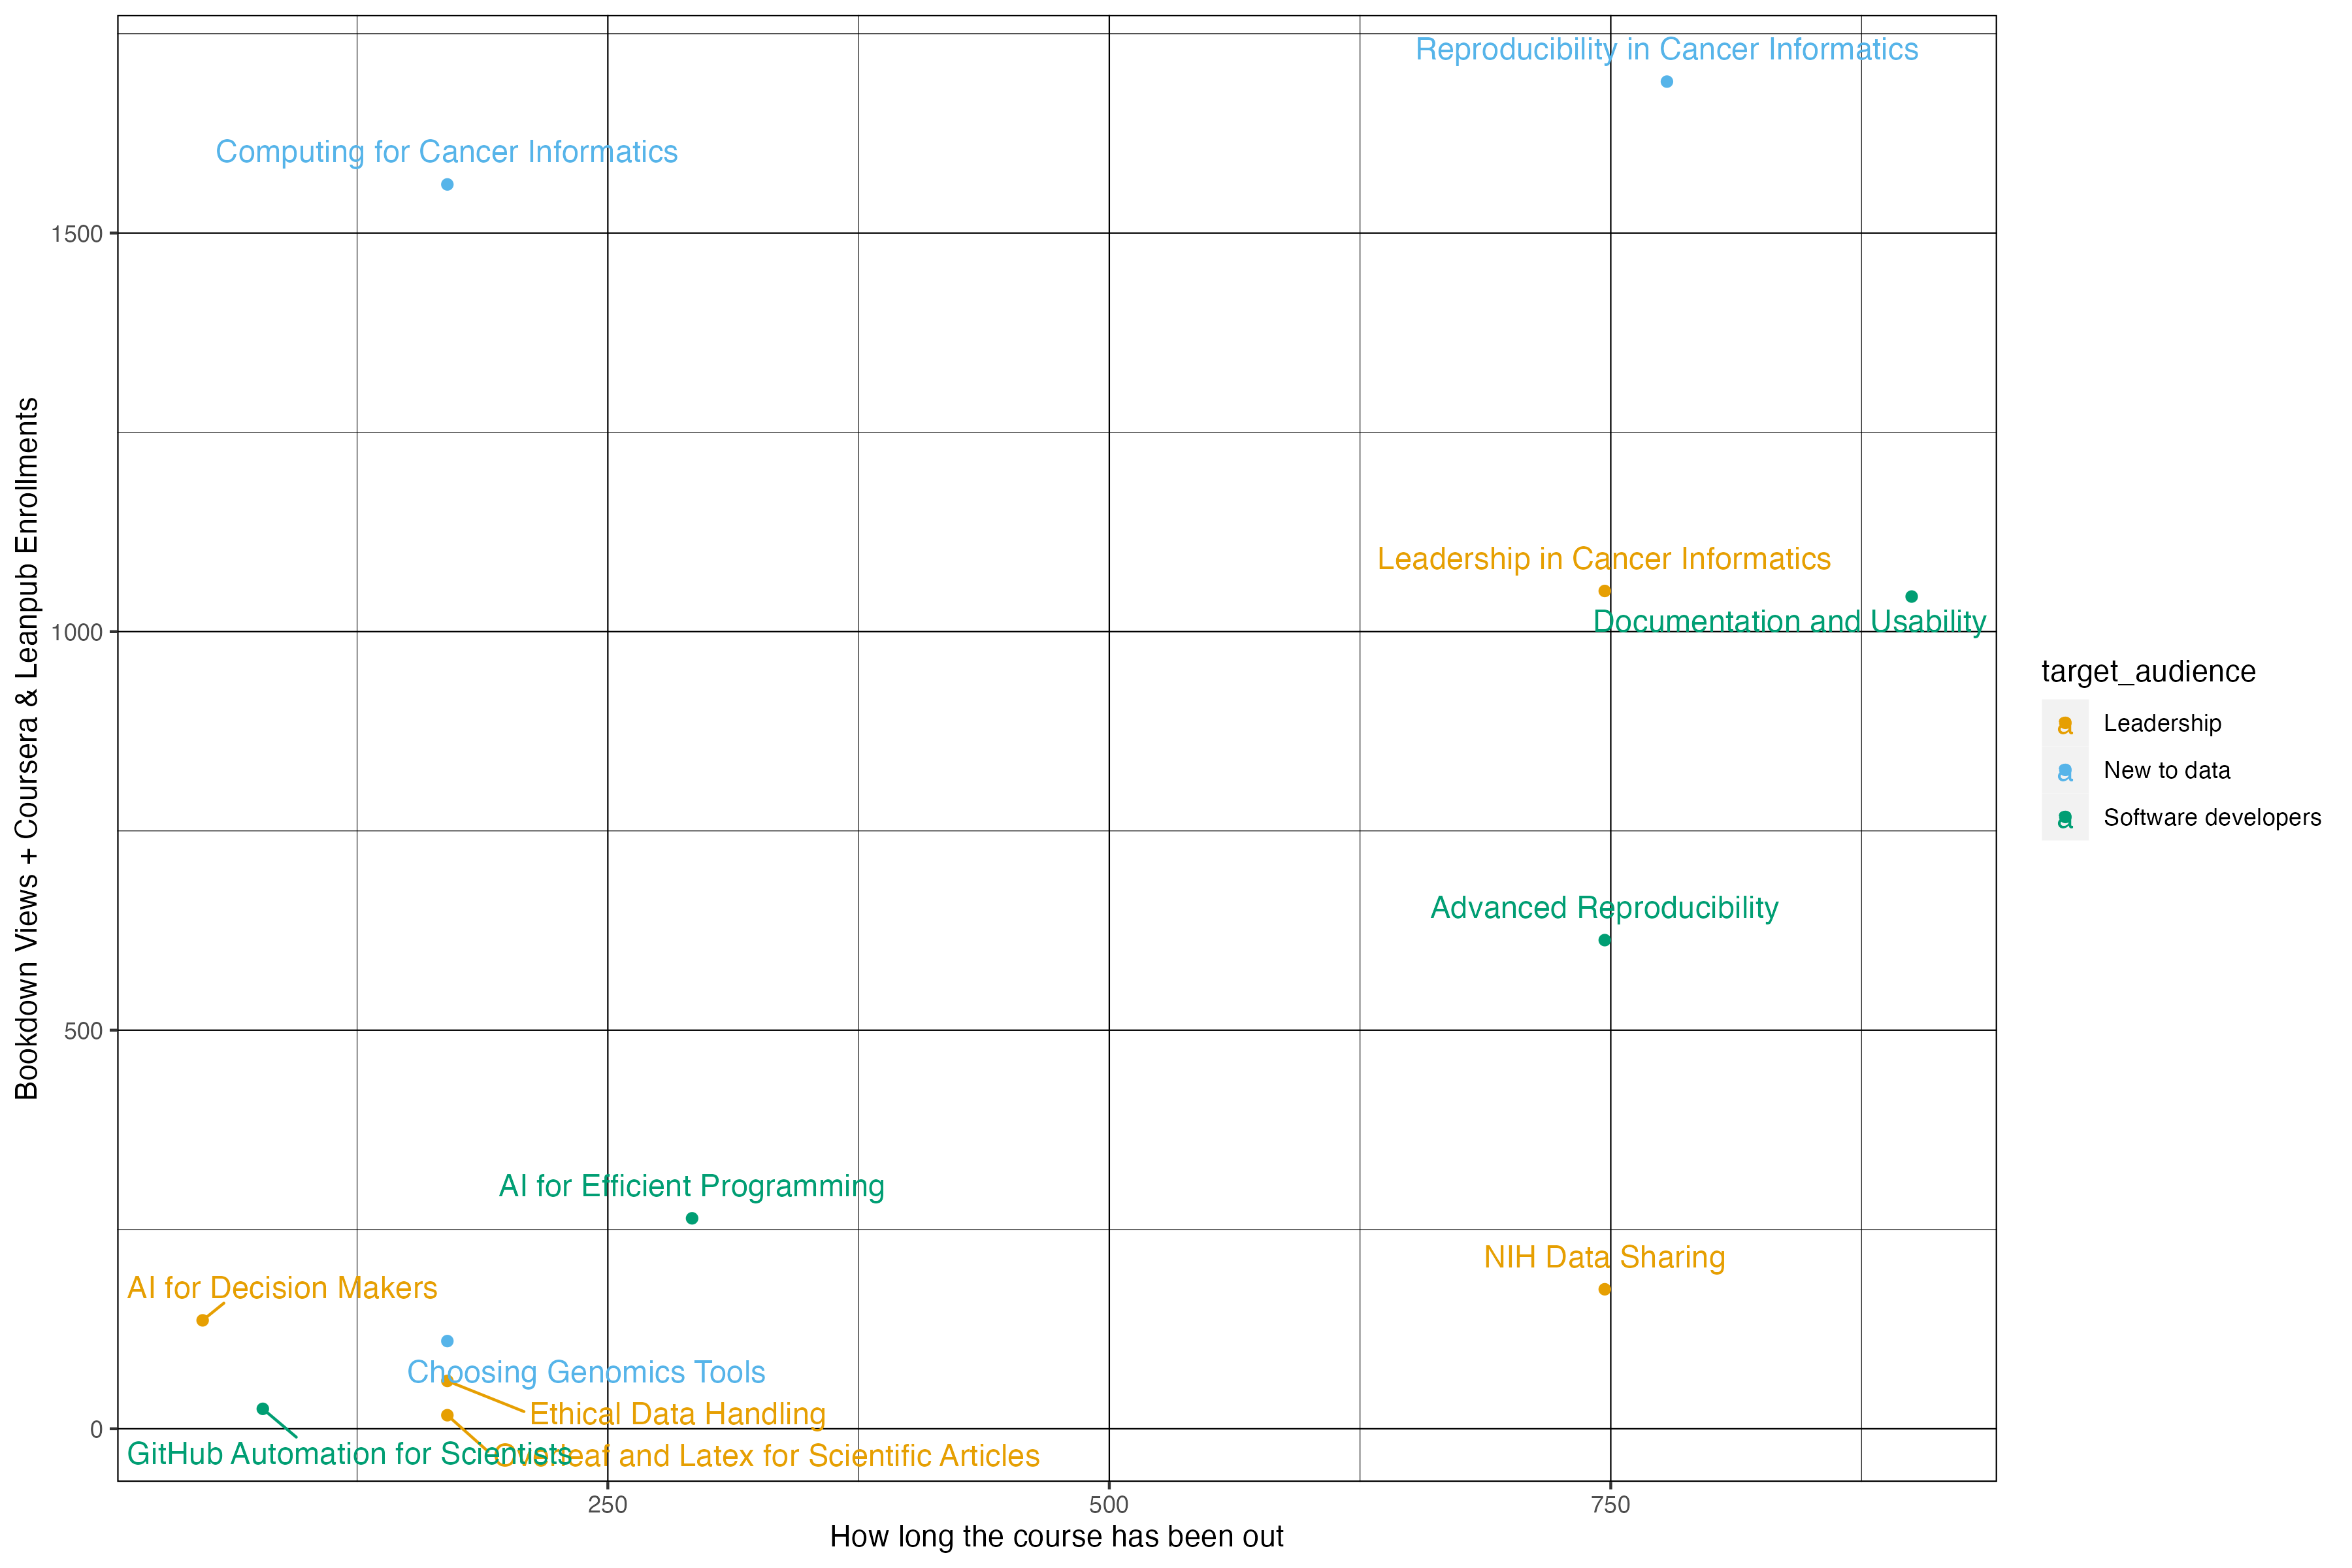 Reproducibility in Cancer Informatics
Computing for Cancer Informatics
1500
Leadership in Cancer Informatics
Documentation and Usability
1000
Advanced Reproducibility
500
AI for Efficient Programming
NIH Data Sharing
AI for Decision Makers
Choosing Genomics Tools
Ethical Data Handling
0
GitHub Automation for Scientists
Overleaf and Latex for Scientific Articles
250
500
750
How long the course has been out
Bookdown Views + Coursera & Leanpub Enrollments
target_audience
a Leadership
a New to data
a Software developers